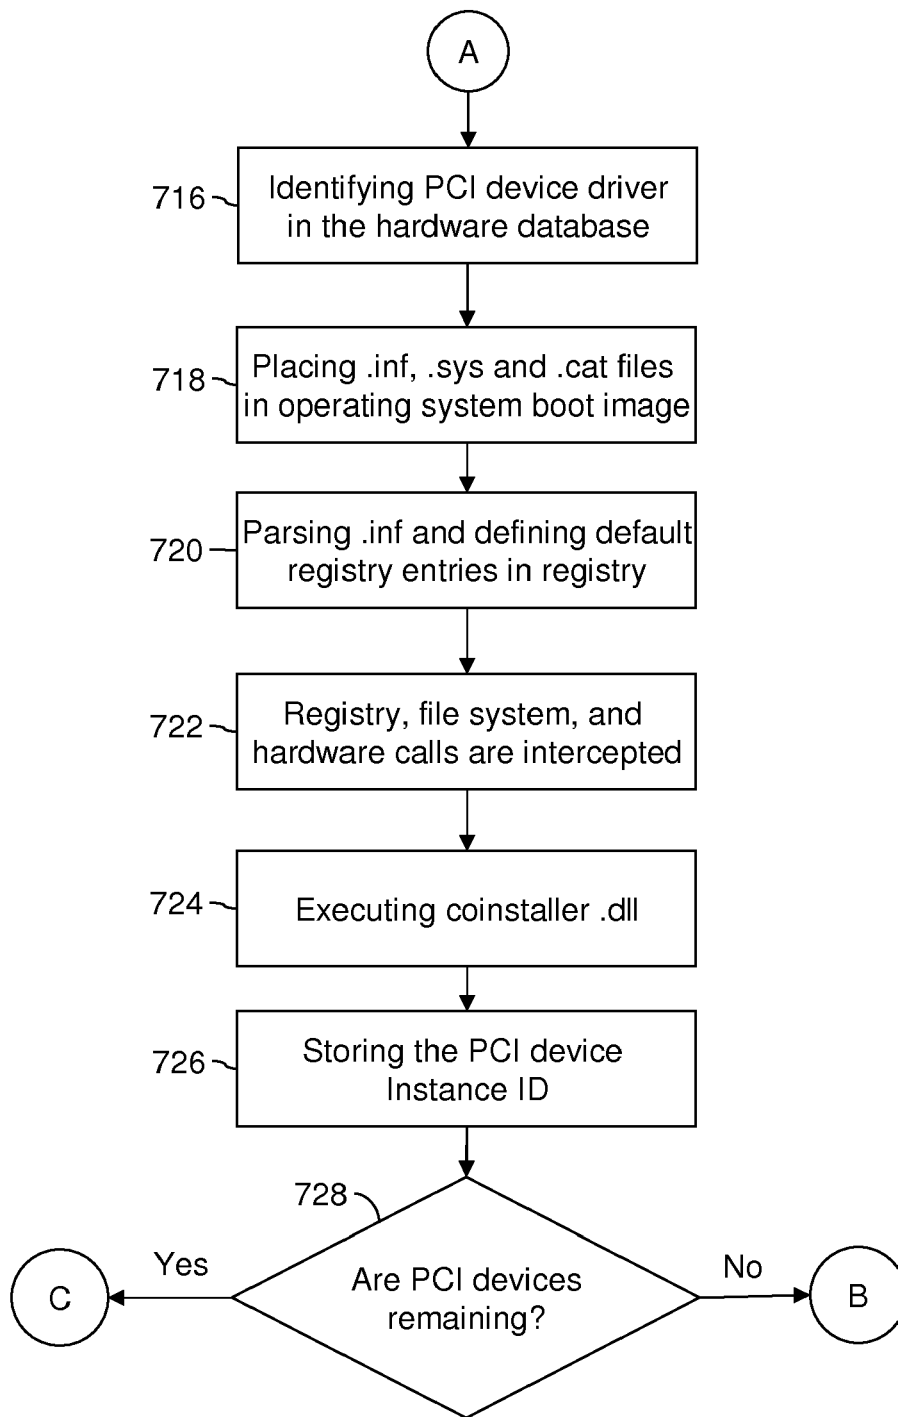 A
716
Identifying PCI device driver
in the hardware database
718
Placing .inf, .sys and .cat files
in operating system boot image
720
Parsing .inf and defining default
registry entries in registry
722
Registry, file system, and
hardware calls are intercepted
724
Executing coinstaller .dll
726
Storing the PCI device
Instance ID
728
Are PCI devices
remaining?
Yes
C
No
B